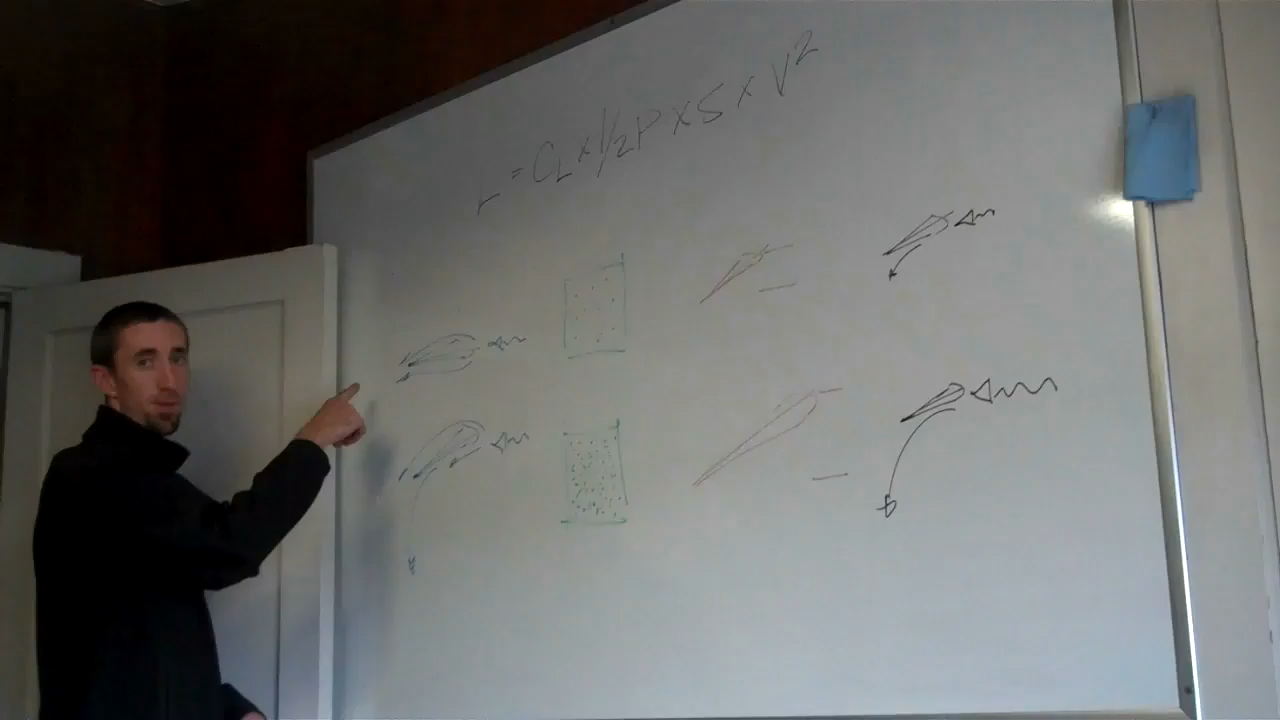 L = CL x 1/2 P x S x V²